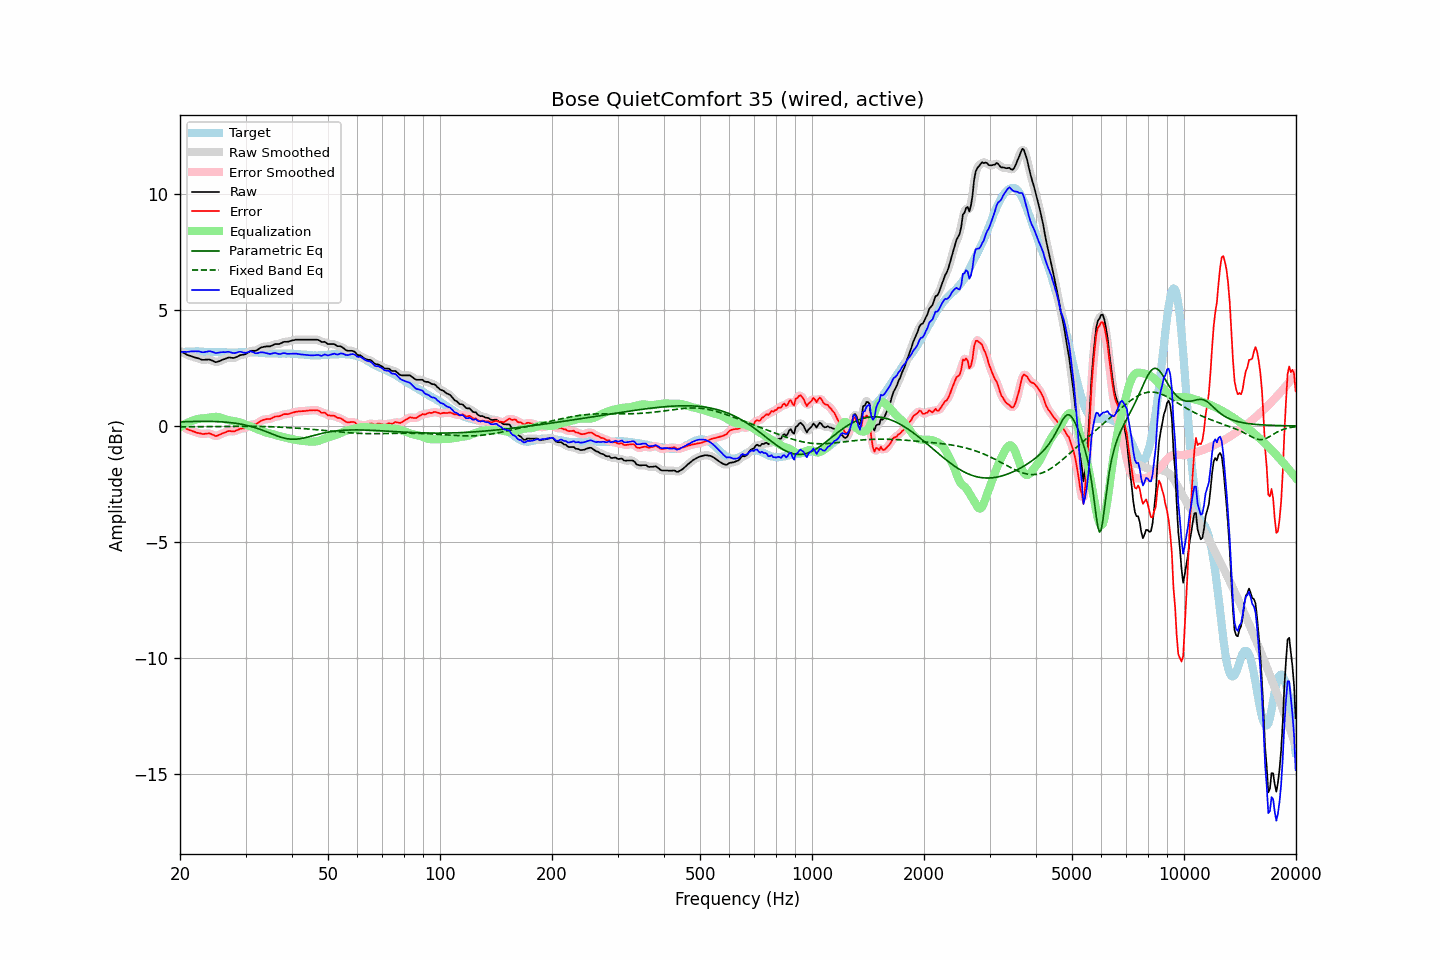 Bose QuietComfort 35 (wired, active)
Target
Raw Smoothed
Error Smoothed
Raw
Error
Equalization
Parametric Eq
Fixed Band Eq
Equalized
10
5
0
−5
−10
−15
Amplitude (dBr)
20 50 100 200 500 1000 2000 5000 10000 20000
Frequency (Hz)